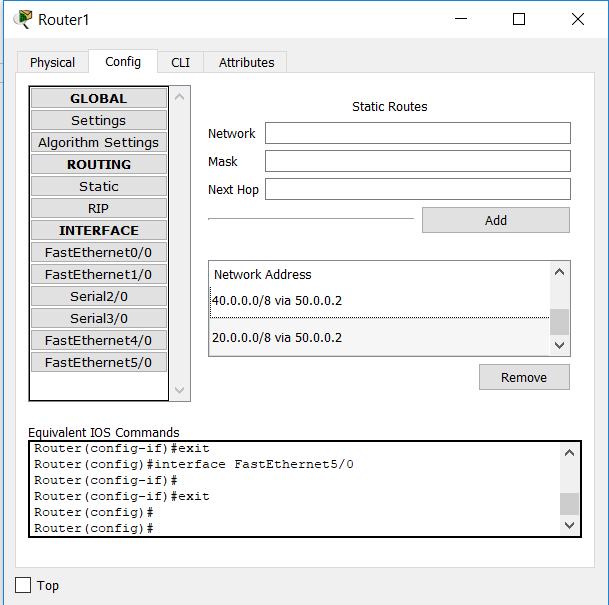 Router1
Physical Config CLI Attributes
GLOBAL
Settings
Algorithm Settings
ROUTING
Static
RIP
INTERFACE
FastEthernet0/0
FastEthernet1/0
Serial2/0
Serial3/0
FastEthernet4/0
FastEthernet5/0
Static Routes
Network
Mask
Next Hop
Add
Network Address
40.0.0.0/8 via 50.0.0.2
20.0.0.0/8 via 50.0.0.2
Remove
Equivalent IOS Commands
Router(config-if)#exit
Router(config)#interface FastEthernet5/0
Router(config-if)#
Router(config-if)#exit
Router(config)#
Router(config)#
Top